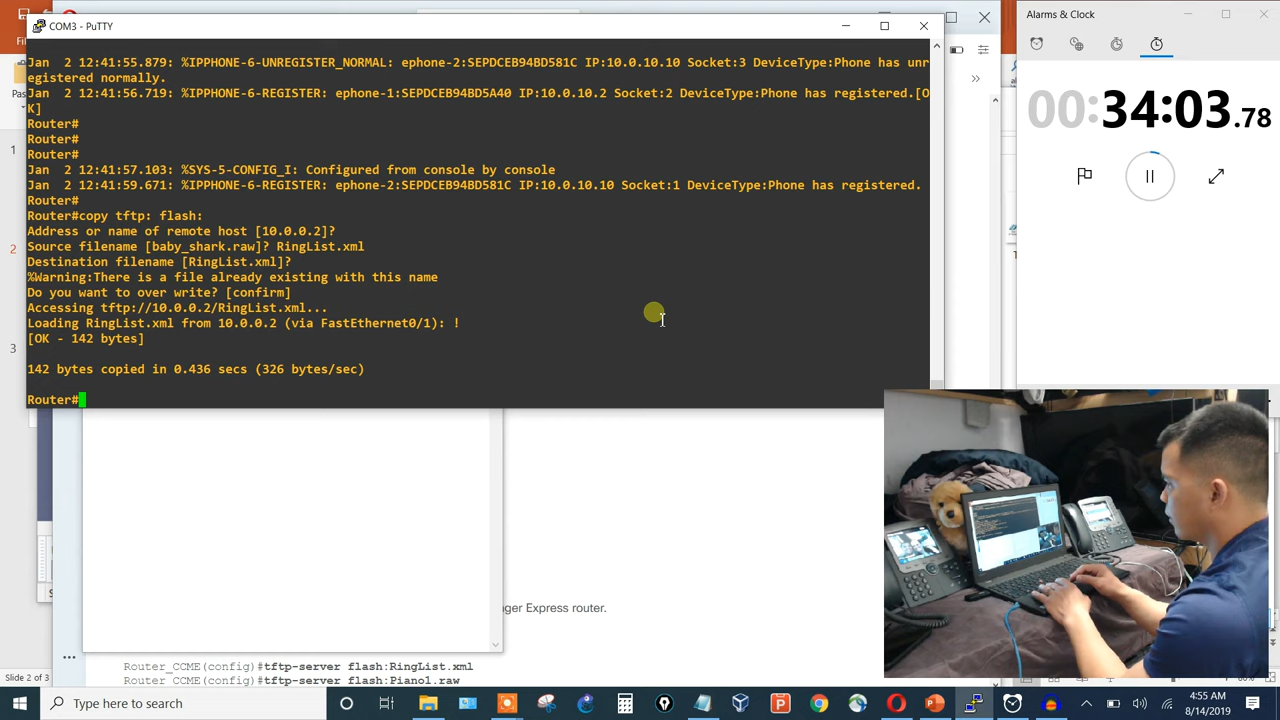 COM3 - PuTTY
Jan  2 12:41:55.879: %IPPHONE-6-UNREGISTER_NORMAL: ephone-2:SEPDCEB94BD581C IP:10.0.10.10 Socket:3 DeviceType:Phone has unr
egistered normally.
Jan  2 12:41:56.719: %IPPHONE-6-REGISTER: ephone-1:SEPDCEB94BD5A40 IP:10.0.10.2 Socket:2 DeviceType:Phone has registered.[O
K]
Router#
Router#
Router#
Jan  2 12:41:57.103: %SYS-5-CONFIG_I: Configured from console by console
Jan  2 12:41:59.671: %IPPHONE-6-REGISTER: ephone-2:SEPDCEB94BD581C IP:10.0.10.10 Socket:1 DeviceType:Phone has registered.
Router#
Router#copy tftp: flash:
Address or name of remote host [10.0.0.2]?
Source filename [baby_shark.raw]? RingList.xml
Destination filename [RingList.xml]?
%Warning:There is a file already existing with this name
Do you want to over write? [confirm]
Accessing tftp://10.0.0.2/RingList.xml...
Loading RingList.xml from 10.0.0.2 (via FastEthernet0/1): !
[OK - 142 bytes]
142 bytes copied in 0.436 secs (326 bytes/sec)
Router#
Alarms & Clock
00:34:03.78
Fi
Pas
1
2
3
ger Express router.
Router_CCME(config)#tftp-server flash:RingList.xml
Router_CCME(config)#tftp-server flash:Piano1.raw
Slide 2 of 3
Type here to search
4:55 AM
8/14/2019